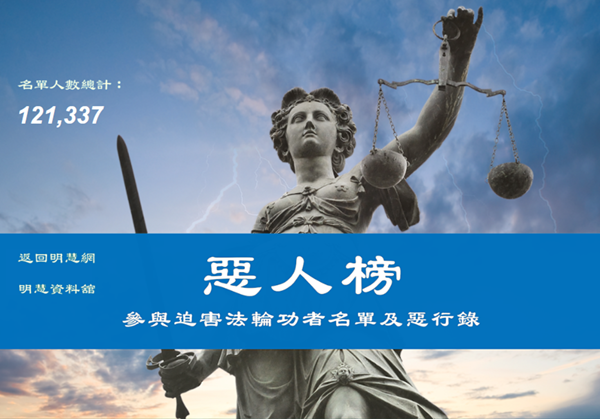 名單人數總計：
121,337
返回明慧網
明慧資料館
惡人榜
參與迫害法輪功者名單及惡行錄